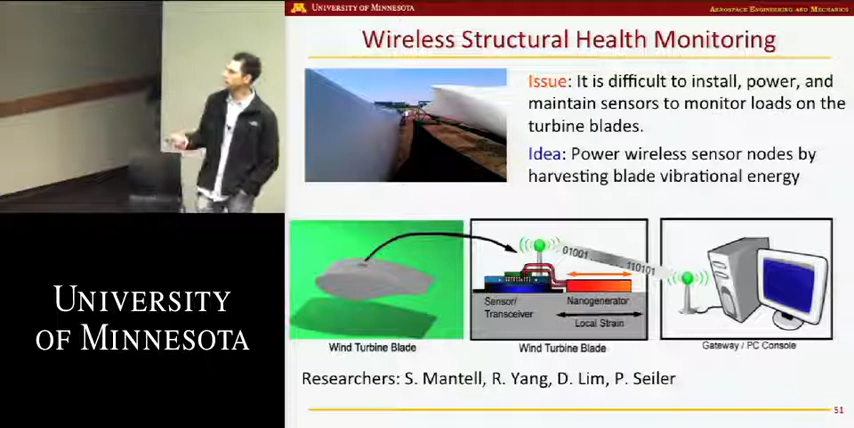 UNIVERSITY OF MINNESOTA
AEROSPACE ENGINEERING AND MECHANICS
Wireless Structural Health Monitoring
Issue: It is difficult to install, power, and
maintain sensors to monitor loads on the
turbine blades.
Idea: Power wireless sensor nodes by
harvesting blade vibrational energy
01001
110101
Sensor/
Transceiver
Nanogenerator
Local Strain
Wind Turbine Blade
Wind Turbine Blade
Gateway / PC Console
UNIVERSITY
OF MINNESOTA
Researchers: S. Mantell, R. Yang, D. Lim, P. Seiler
51